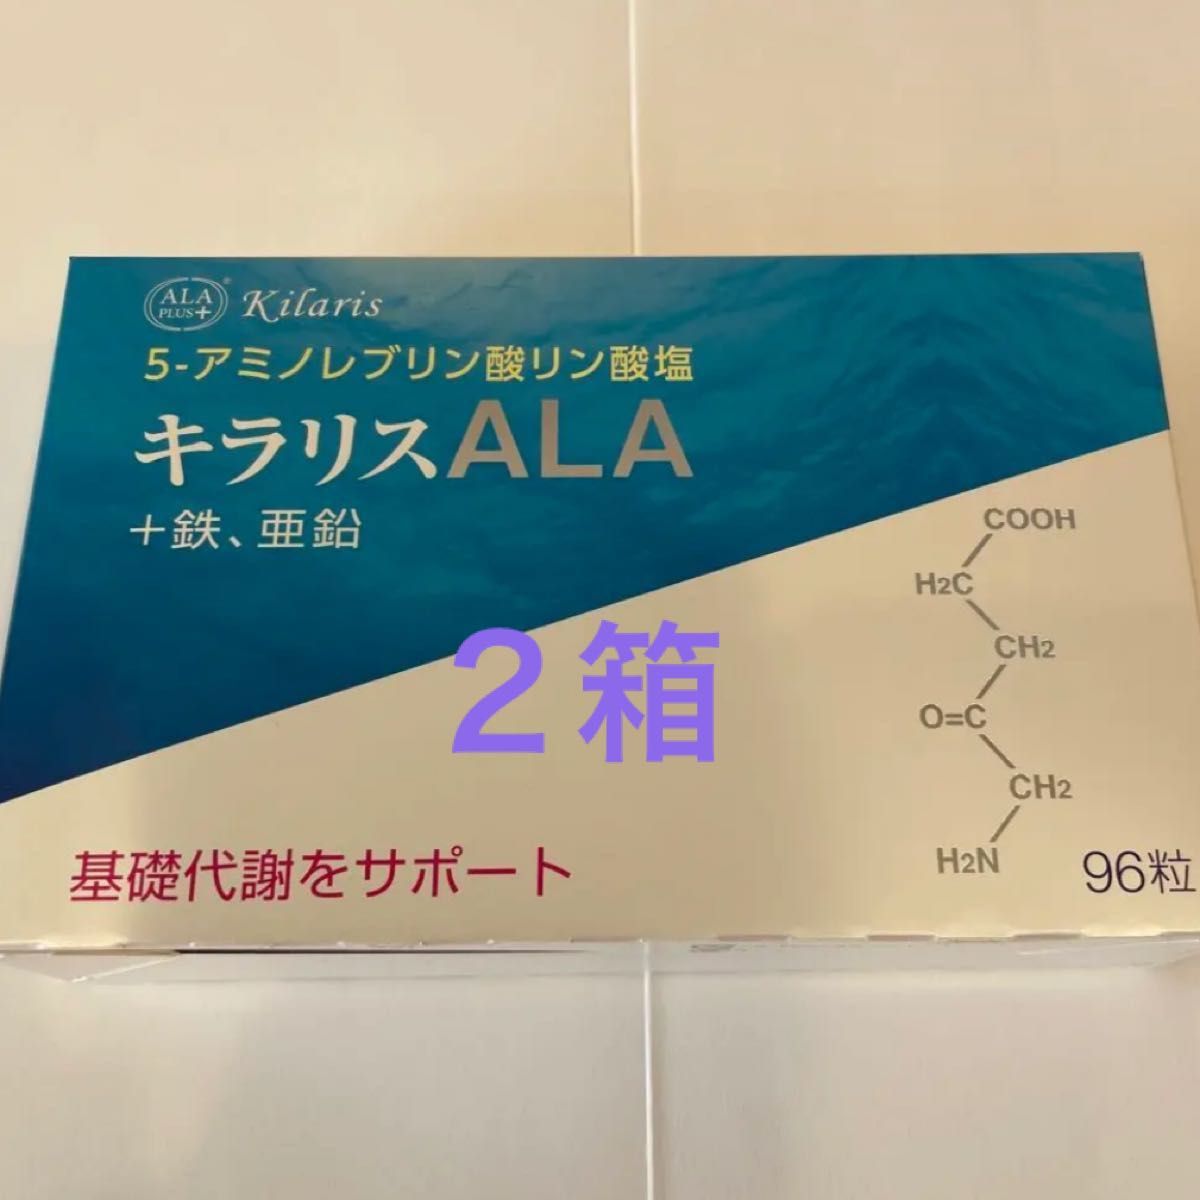 ALA
PLUS+
® Kilaris
5-アミノレブリン酸リン酸塩
キラリスALA
+鉄、亜鉛
COOH
H2C
CH2
O=C
CH2
H2N
2箱
基礎代謝をサポート
96粒